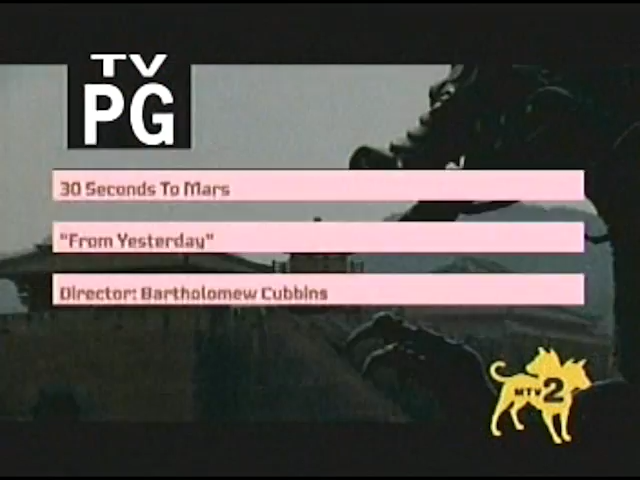 TV
PG
30 Seconds To Mars
"From Yesterday"
Director: Bartholomew Cubbins
MTV2